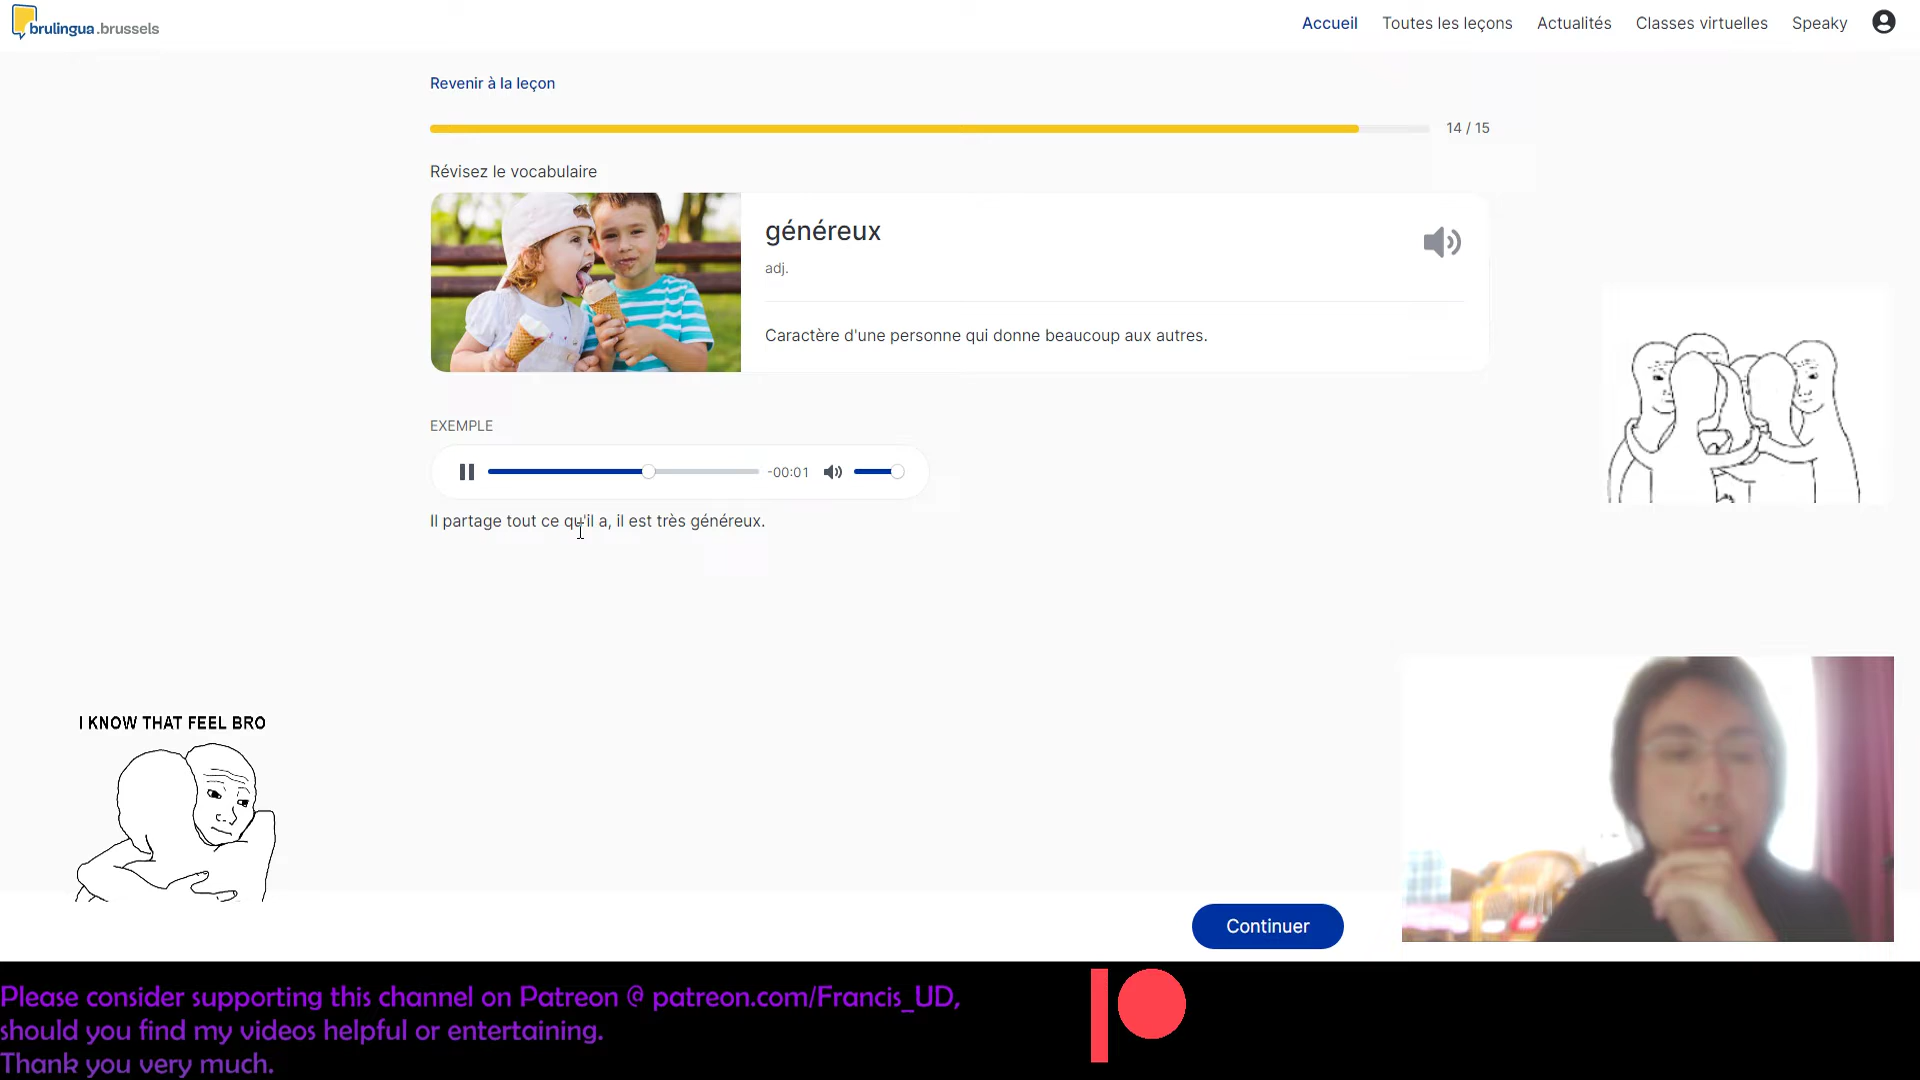 brulingua.brussels
Accueil Toutes les leçons Actualités Classes virtuelles Speaky
Revenir à la leçon
14 / 15
Révisez le vocabulaire
généreux
adj.
Caractère d'une personne qui donne beaucoup aux autres.
EXEMPLE
-00:01
Il partage tout ce qu'il a, il est très généreux.
I KNOW THAT FEEL BRO
Continuer
Please consider supporting this channel on Patreon @ patreon.com/Francis_UD,
should you find my videos helpful or entertaining.
Thank you very much.